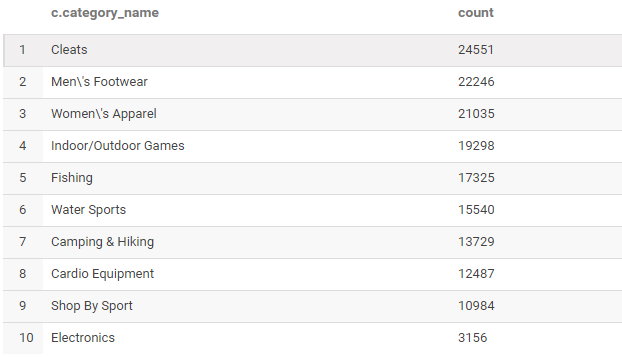 c.category_name count
1 Cleats 24551
2 Men\'s Footwear 22246
3 Women\'s Apparel 21035
4 Indoor/Outdoor Games 19298
5 Fishing 17325
6 Water Sports 15540
7 Camping & Hiking 13729
8 Cardio Equipment 12487
9 Shop By Sport 10984
10 Electronics 3156